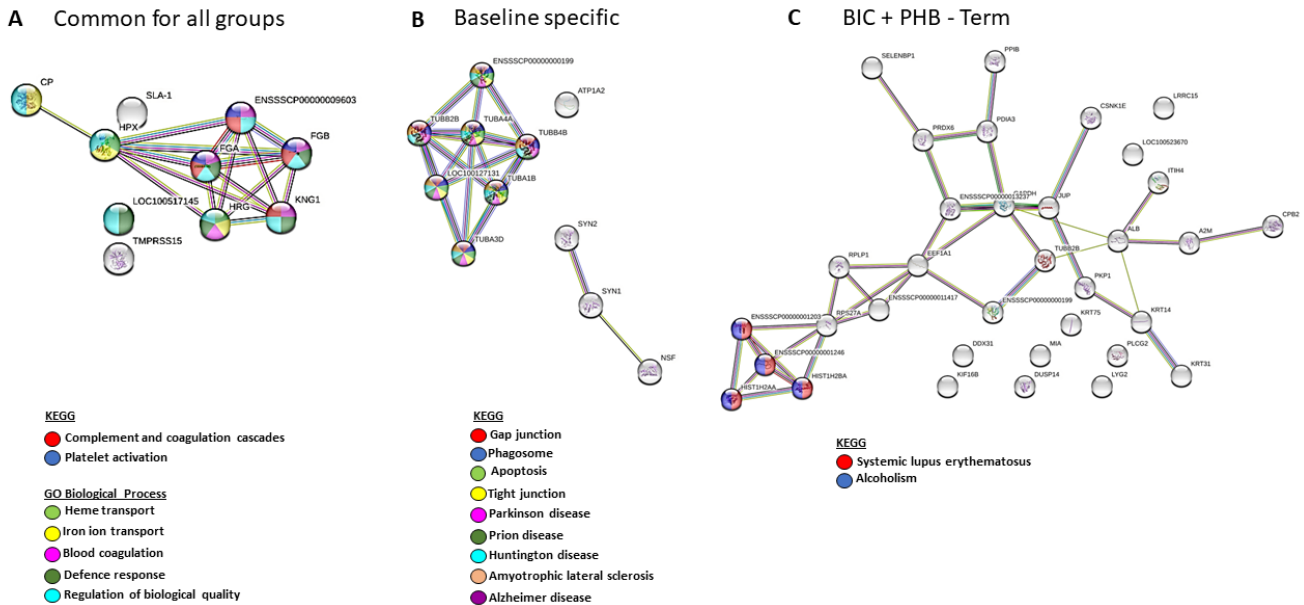 A Common for all groups
CP
SLA-1
HPX
ENSSSCP00000009603
FGB
FGA
LOC100517145
HRG
KNG1
TMPRSS15
KEGG
Complement and coagulation cascades
Platelet activation
GO Biological Process
Heme transport
Iron ion transport
Blood coagulation
Defence response
Regulation of biological quality
B Baseline specific
ENSSSCP00000000199
ATP1A2
TUBB2B
TUBA4A
TUBB4B
LOC100127131
TUBA1B
TUBA3D
SYN2
SYN1
NSF
KEGG
Gap junction
Phagosome
Apoptosis
Tight junction
Parkinson disease
Prion disease
Huntington disease
Amyotrophic lateral sclerosis
Alzheimer disease
C BIC + PHB - Term
SELENBP1
PPIB
LRRC15
CSNK1E
PRDX6
PDIA3
LOC100523670
ITIH4
ENSSSCP00000013237
GAPDH
JUP
CPB2
ALB
A2M
TUBB2B
EEF1A1
RPLP1
PKP1
ENSSSCP00000011417
ENSSSCP00000000199
ENSSSCP00000001203
RPS27A
KRT75
KRT14
ENSSSCP00000001246
DDX31
MIA
PLCG2
HIST1H2BA
HIST1H2AA
KIF16B
DUSP14
LYG2
KRT31
KEGG
Systemic lupus erythematosus
Alcoholism